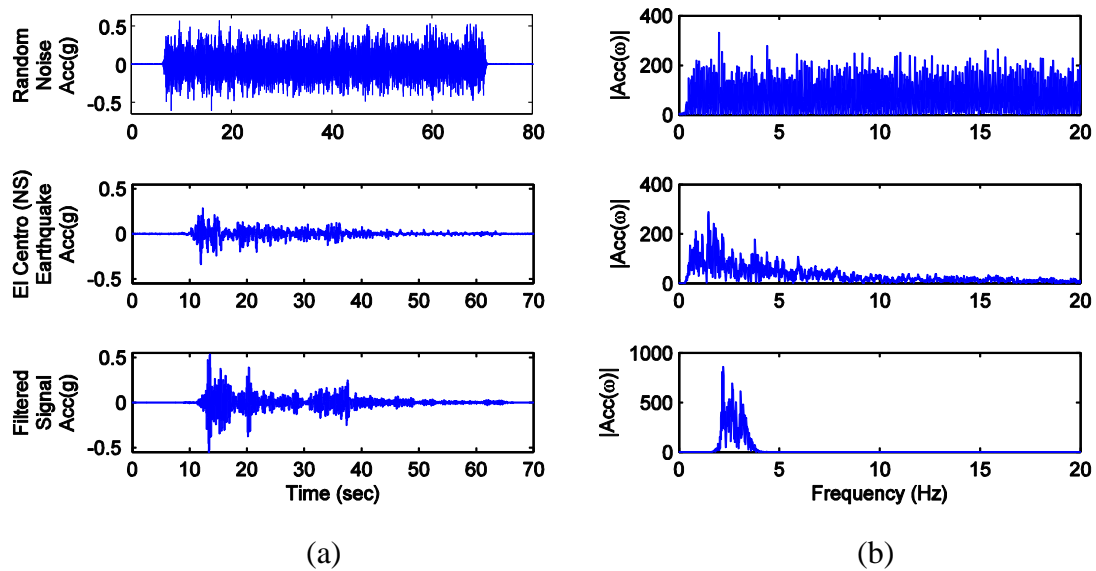 Random
Noise
Acc(g)
0.5
0
-0.5
0 20 40 60 80
|Acc(ω)|
400
200
0
0 5 10 15 20
El Centro (NS)
Earthquake
Acc(g)
0.5
0
-0.5
0 10 20 30 40 50 60 70
|Acc(ω)|
400
200
0
0 5 10 15 20
Filtered
Signal
Acc(g)
0.5
0
-0.5
0 10 20 30 40 50 60 70
Time (sec)
|Acc(ω)|
1000
500
0
0 5 10 15 20
Frequency (Hz)
(a)
(b)